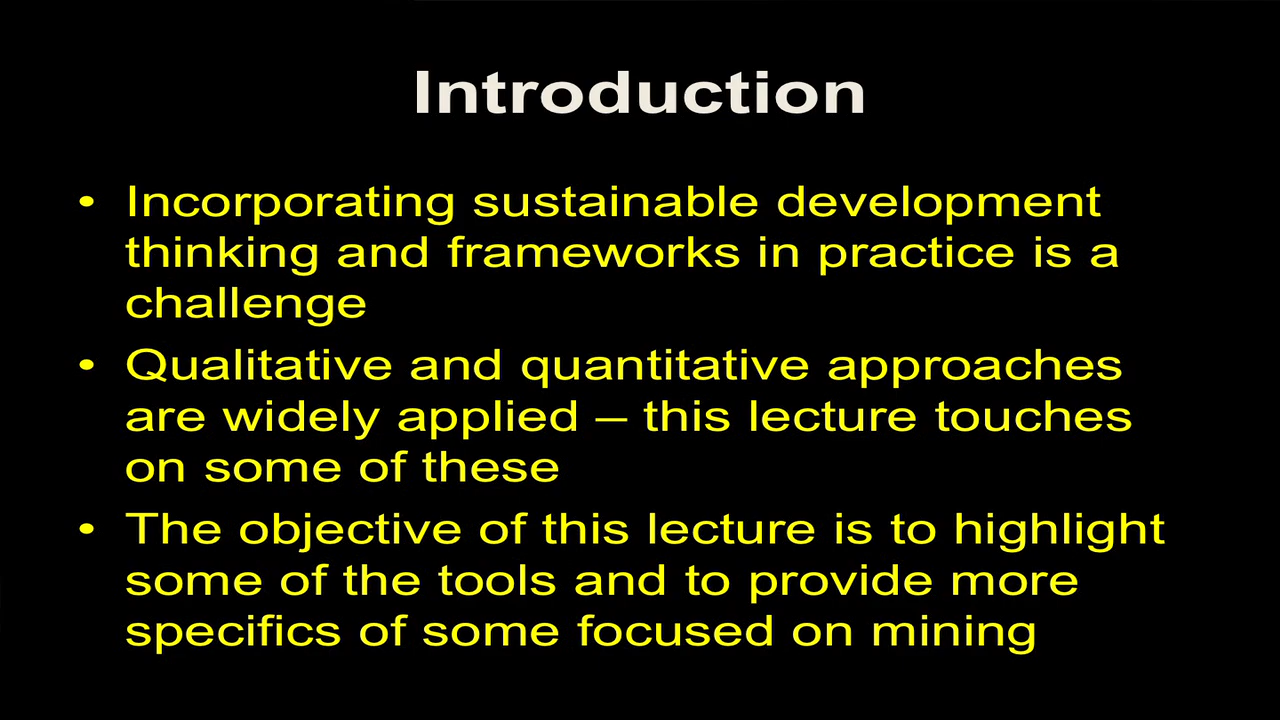 Introduction
• Incorporating sustainable development
thinking and frameworks in practice is a
challenge
• Qualitative and quantitative approaches
are widely applied – this lecture touches
on some of these
• The objective of this lecture is to highlight
some of the tools and to provide more
specifics of some focused on mining